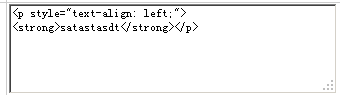 <p style="text-align: left;">
<strong>satastasdt</strong></p>